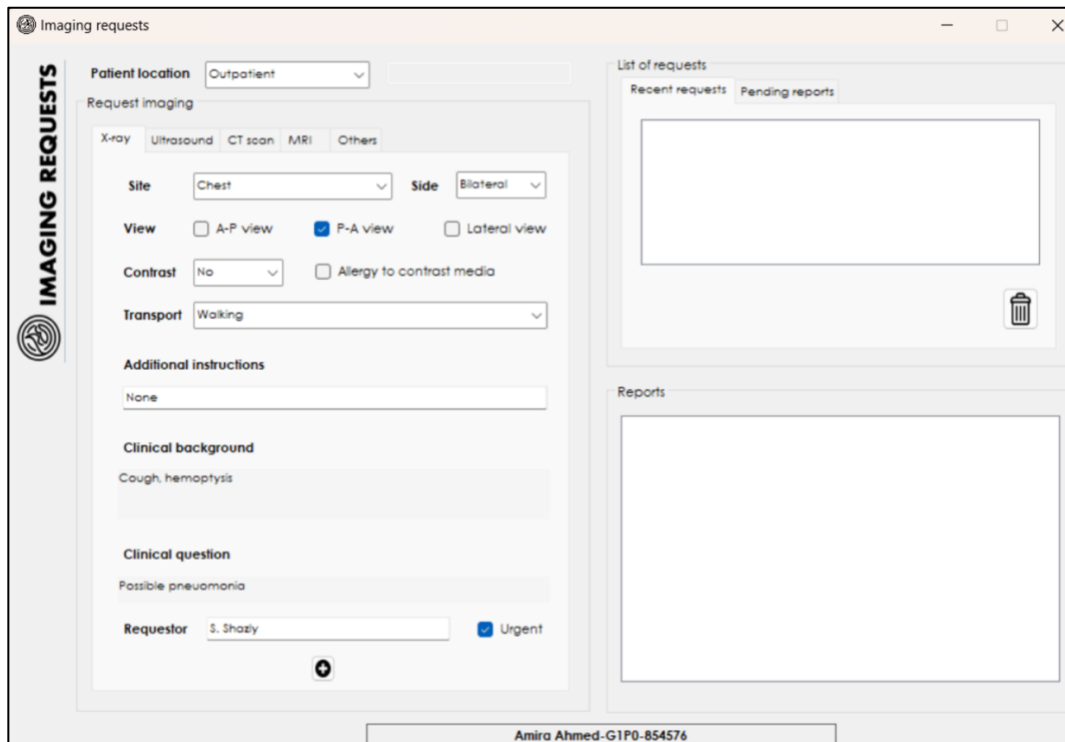 Imaging requests
IMAGING REQUESTS
Patient location Outpatient
Request imaging
X-ray Ultrasound CT scan MRI Others
Site Chest Side Bilateral
View A-P view P-A view Lateral view
Contrast No Allergy to contrast media
Transport Walking
Additional instructions
None
Clinical background
Cough, hemoptysis
Clinical question
Possible pneuomonia
Requestor S. Shazly Urgent
List of requests
Recent requests Pending reports
Reports
Amira Ahmed-G1P0-854576